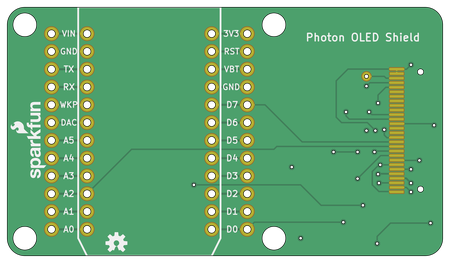 Photon OLED Shield
VIN 3V3
GND RST
TX VBT
RX GND
WKP D7
DAC D6
A5 D5
A4 D4
A3 D3
A2 D2
A1 D1
A0 D0
sparkfun